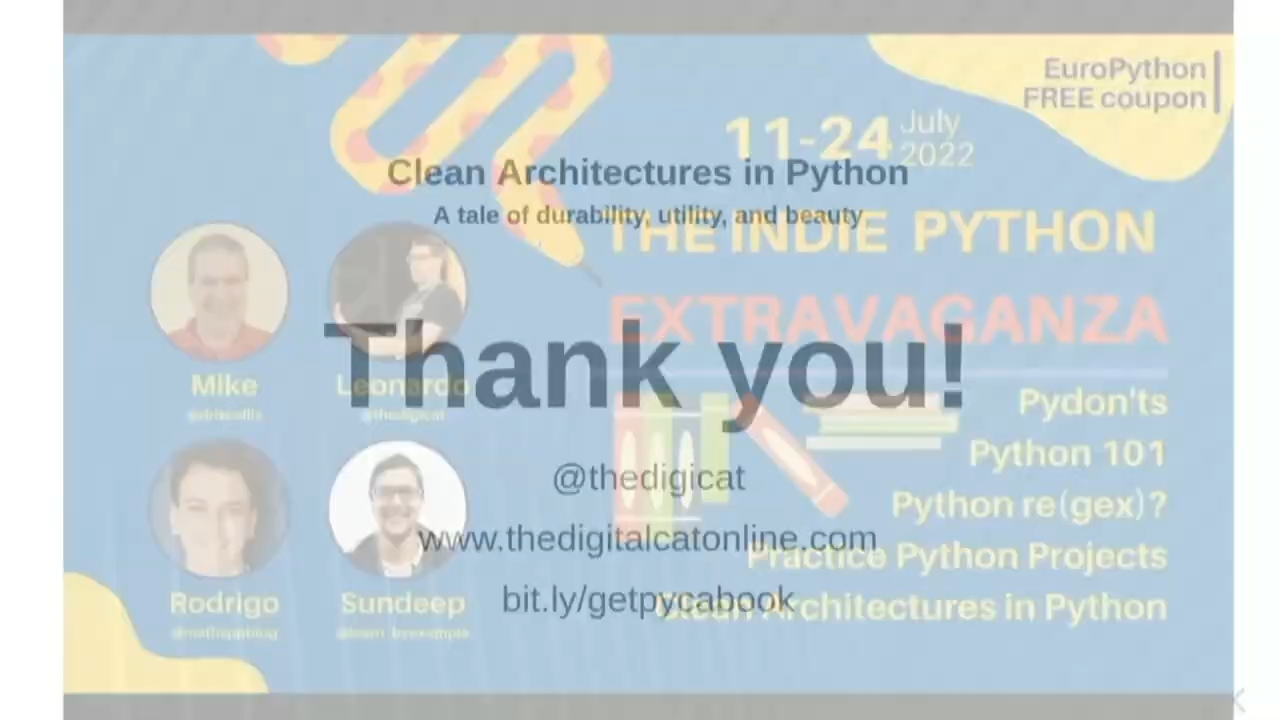 EuroPython
FREE coupon
11-24 July 2022
Clean Architectures in Python
A tale of durability, utility, and beauty
THE INDIE PYTHON
EXTRAVAGANZA
Thank you!
Mike
Leonardo
@thedigicat
Pydon'ts
Python 101
@thedigicat
Python re(gex)?
www.thedigitalcatonline.com
Practice Python Projects
Rodrigo
Sundeep
bit.ly/getpycabook
Clean Architectures in Python